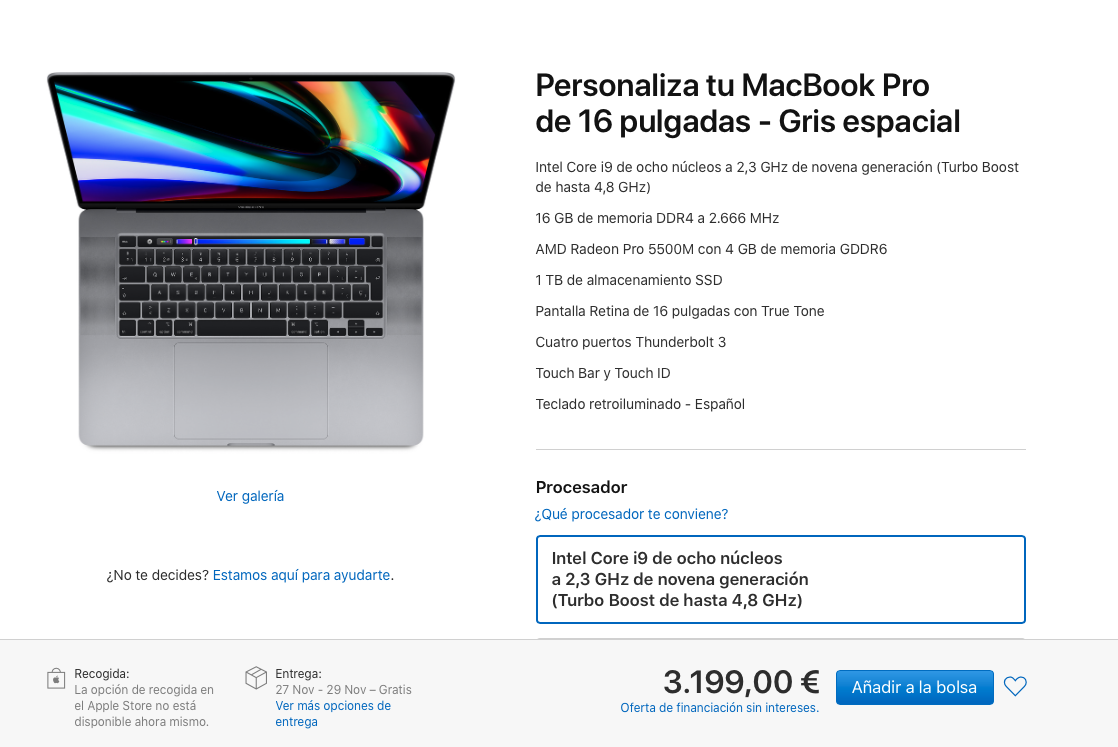 Personaliza tu MacBook Pro
de 16 pulgadas - Gris espacial
Intel Core i9 de ocho núcleos a 2,3 GHz de novena generación (Turbo Boost
de hasta 4,8 GHz)
16 GB de memoria DDR4 a 2.666 MHz
AMD Radeon Pro 5500M con 4 GB de memoria GDDR6
1 TB de almacenamiento SSD
Pantalla Retina de 16 pulgadas con True Tone
Cuatro puertos Thunderbolt 3
Touch Bar y Touch ID
Teclado retroiluminado - Español
Ver galería
¿No te decides? Estamos aquí para ayudarte.
Procesador
¿Qué procesador te conviene?
Intel Core i9 de ocho núcleos
a 2,3 GHz de novena generación
(Turbo Boost de hasta 4,8 GHz)
Recogida:
La opción de recogida en
el Apple Store no está
disponible ahora mismo.
Entrega:
27 Nov - 29 Nov – Gratis
Ver más opciones de
entrega
3.199,00 €
Oferta de financiación sin intereses.
Añadir a la bolsa